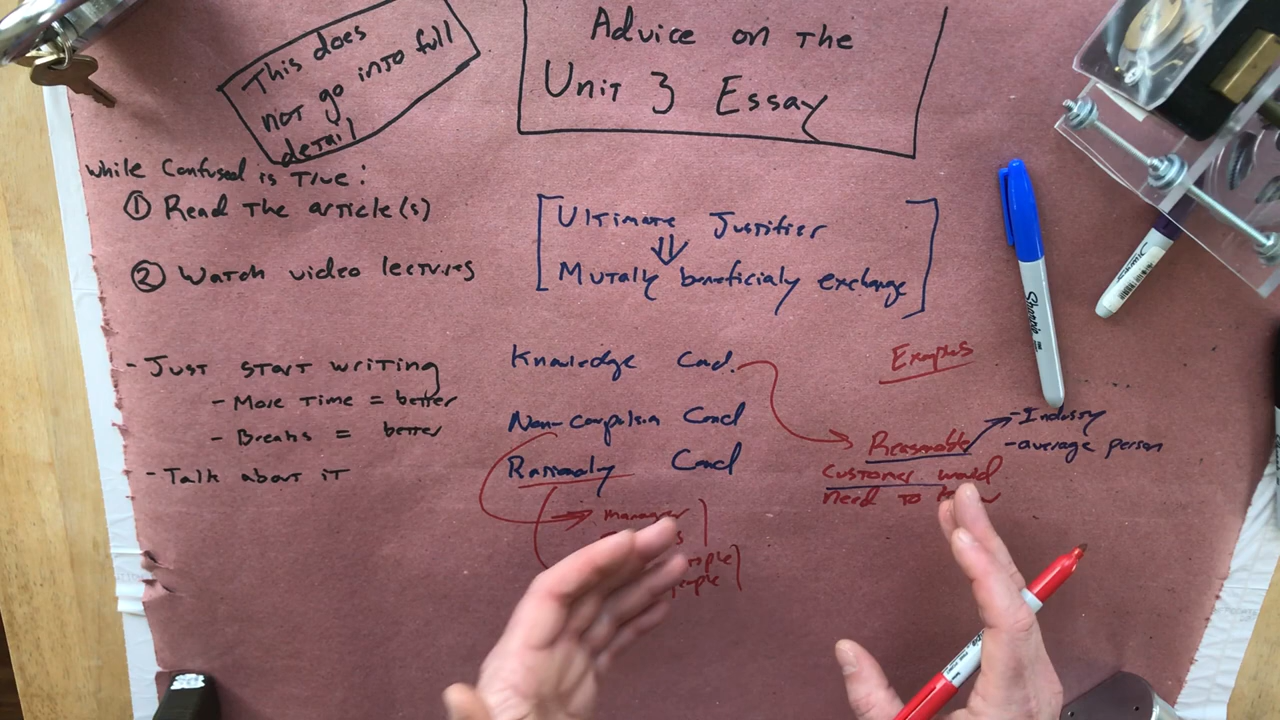 This does
not go into full
detail
Advice on The
Unit 3 Essay
while Confused is True:
① Read The article(s)
② Watch video lectures
- Just start writing
- More Time = better
- Breaks = better
- Talk about it
Ultimate Justifier
Mutally beneficialy exchange
Knowledge Cond.
Non-compulsion Cond
Rationaly Cond
manager
people
Examples
Reasonable
Customer would
need to
- Industry
- average person
Sharpie